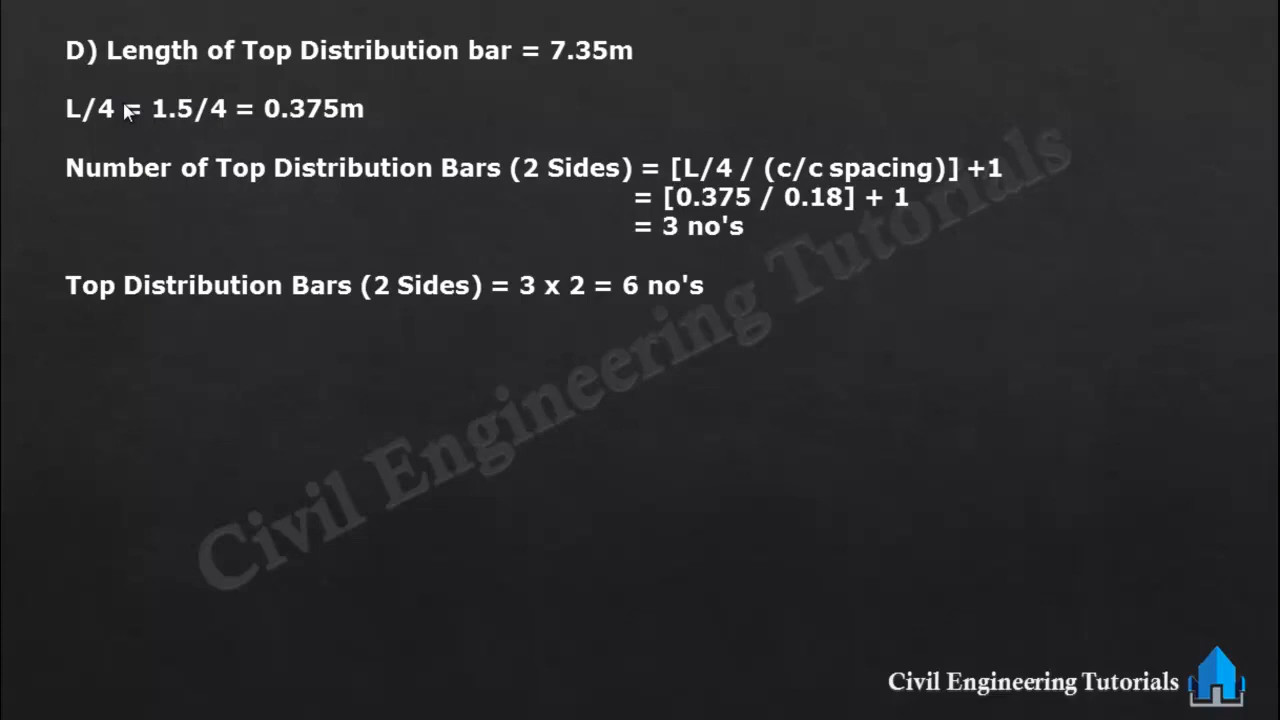 D) Length of Top Distribution bar = 7.35m
L/4 = 1.5/4 = 0.375m
Number of Top Distribution Bars (2 Sides) = [L/4 / (c/c spacing)] +1
= [0.375 / 0.18] + 1
= 3 no's
Top Distribution Bars (2 Sides) = 3 x 2 = 6 no's
Civil Engineering Tutorials
Civil Engineering Tutorials